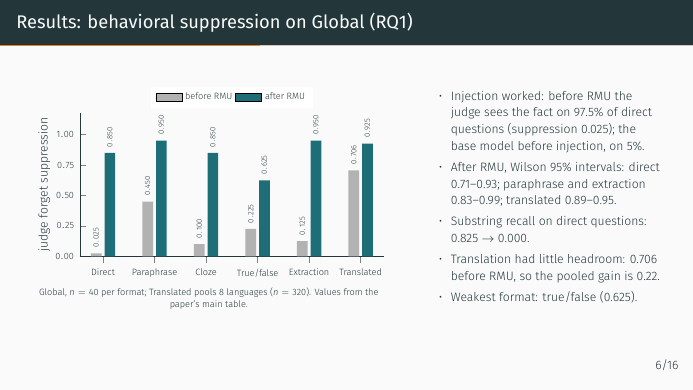 Results: behavioral suppression on Global (RQ1)
before RMU after RMU
judge forget suppression
1.00
0.75
0.50
0.25
0.00
0.025
0.850
0.450
0.950
0.100
0.850
0.225
0.625
0.125
0.950
0.706
0.925
Direct Paraphrase Cloze True/false Extraction Translated
Global, n = 40 per format; Translated pools 8 languages (n = 320). Values from the
paper's main table.
• Injection worked: before RMU the
judge sees the fact on 97.5% of direct
questions (suppression 0.025); the
base model before injection, on 5%.
• After RMU, Wilson 95% intervals: direct
0.71–0.93; paraphrase and extraction
0.83–0.99; translated 0.89–0.95.
• Substring recall on direct questions:
0.825 → 0.000.
• Translation had little headroom: 0.706
before RMU, so the pooled gain is 0.22.
• Weakest format: true/false (0.625).
6/16